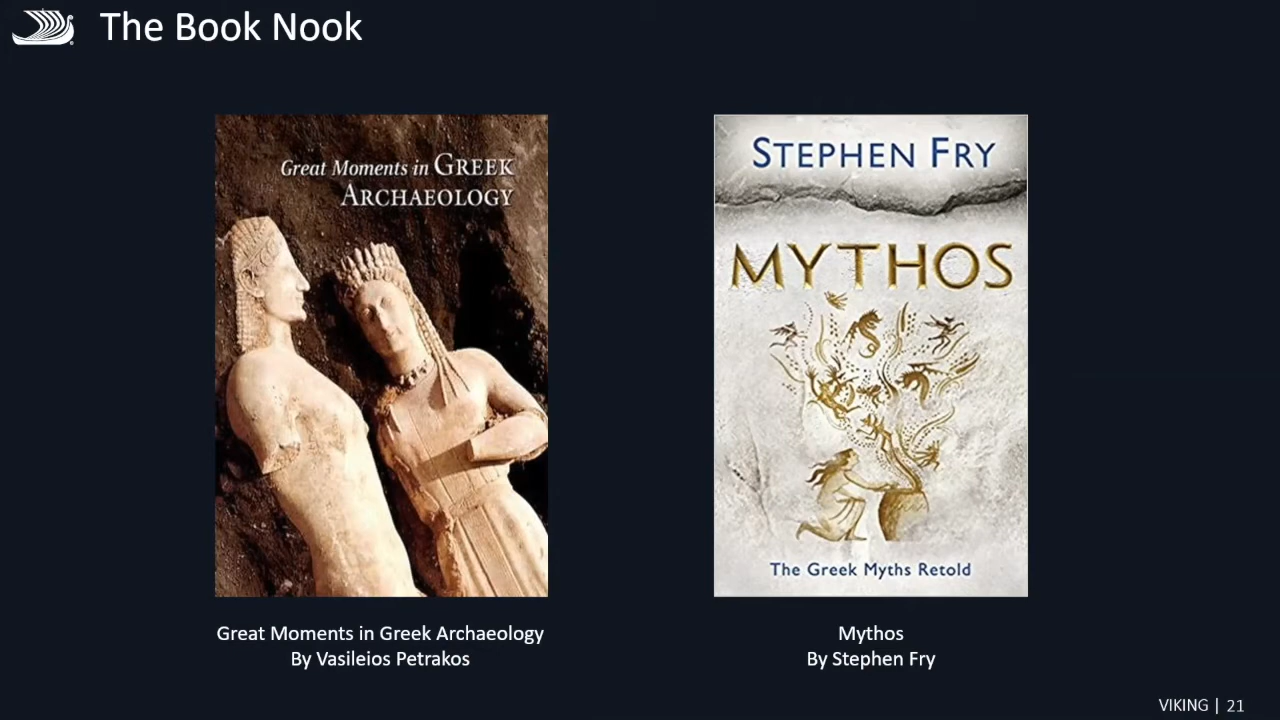 The Book Nook
Great Moments in GREEK
ARCHAEOLOGY
STEPHEN FRY
MYTHOS
The Greek Myths Retold
Great Moments in Greek Archaeology
By Vasileios Petrakos
Mythos
By Stephen Fry
VIKING | 21